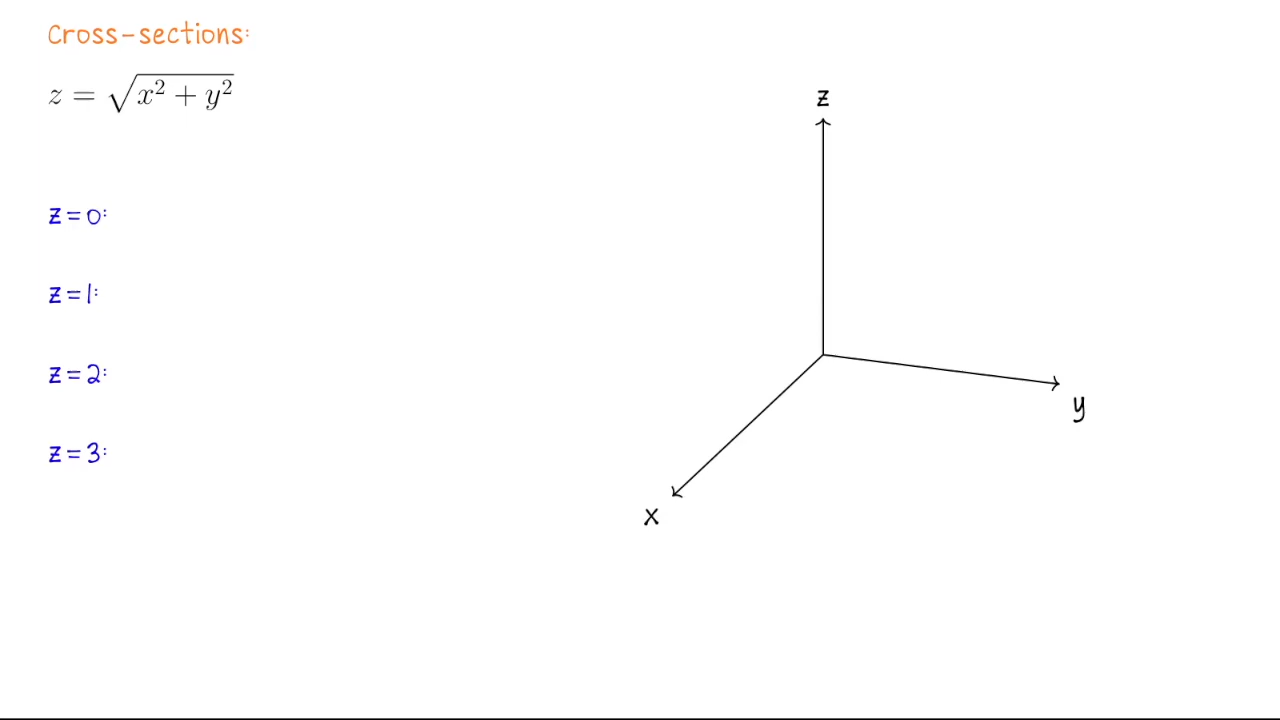 Cross-sections:
z = √(x² + y²)
z = 0:
z = 1:
z = 2:
z = 3:
z
y
x